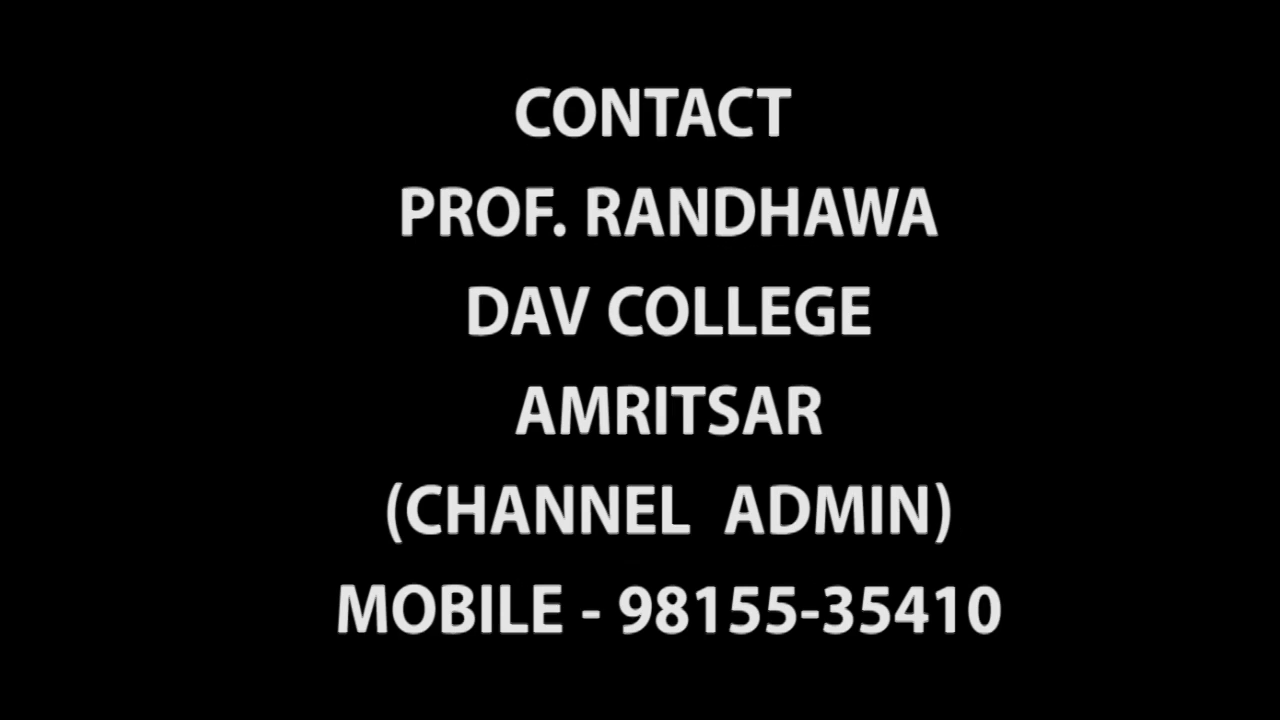 CONTACT
PROF. RANDHAWA
DAV COLLEGE
AMRITSAR
(CHANNEL ADMIN)
MOBILE - 98155-35410